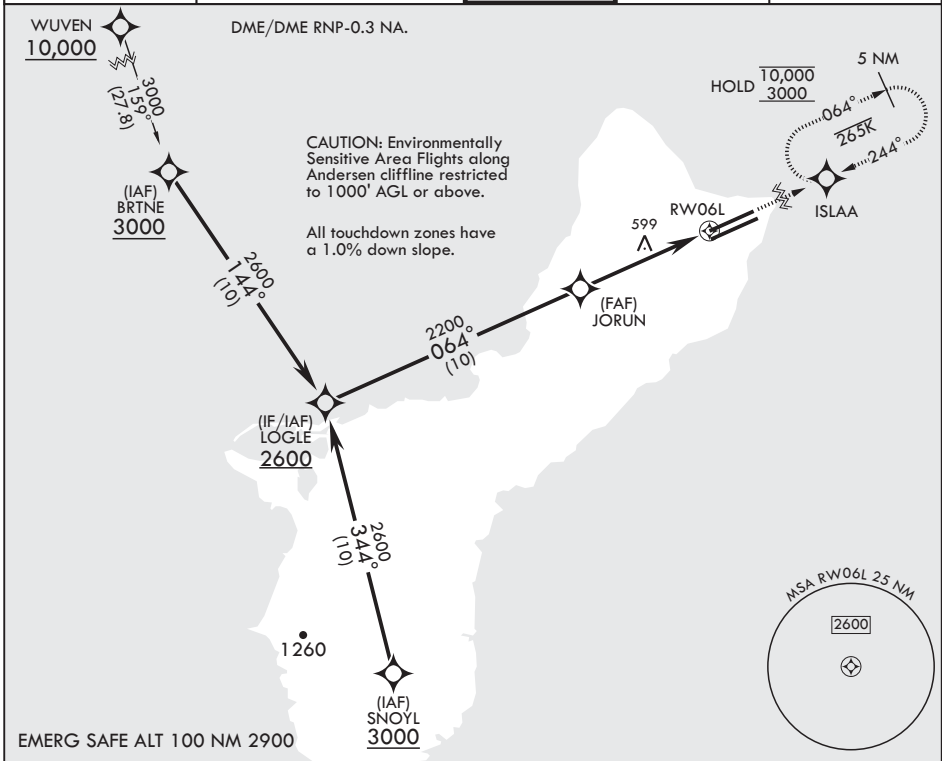 WUVEN
10,000
DME/DME RNP-0.3 NA.
3000
159°
(27.8)
HOLD 10,000
3000
5 NM
064°
265K
244°
ISLAA
CAUTION: Environmentally
Sensitive Area Flights along
Andersen cliffline restricted
to 1000' AGL or above.
All touchdown zones have
a 1.0% down slope.
(IAF)
BRTNE
3000
RW06L
599
2600
144°
(10)
(FAF)
JORUN
2200
064°
(10)
(IF/IAF)
LOGLE
2600
2600
344°
(10)
1260
(IAF)
SNOYL
3000
MSA RW06L 25 NM
2600
EMERG SAFE ALT 100 NM 2900